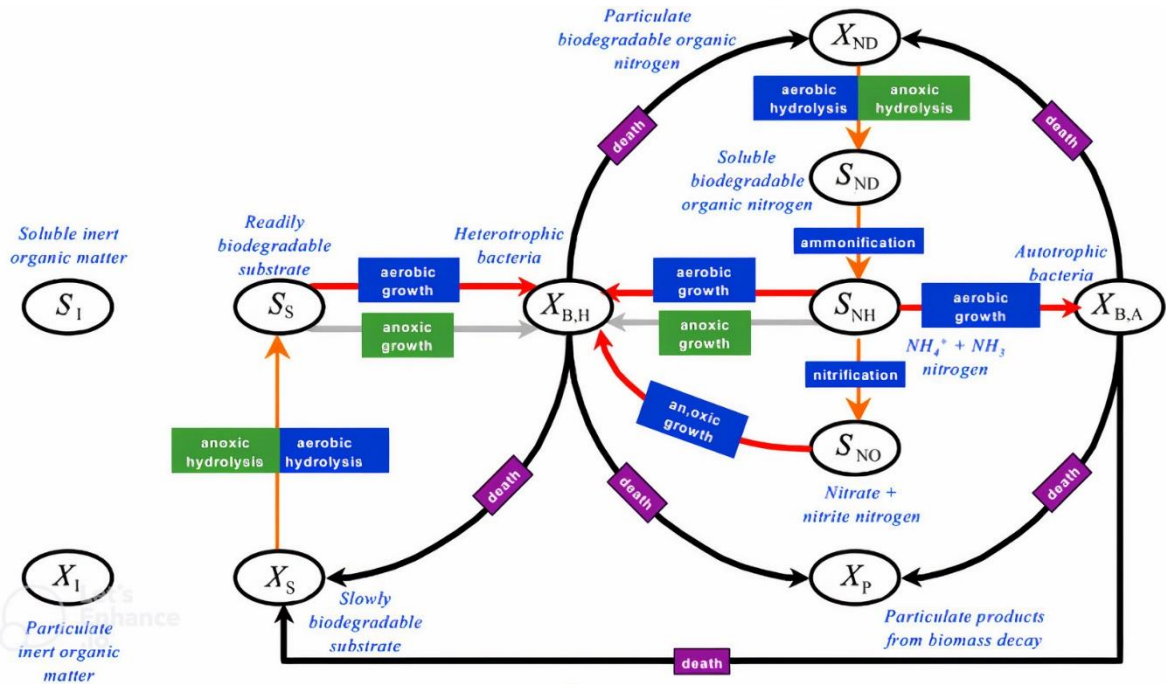 Particulate
biodegradable organic
nitrogen
X_ND
aerobic
hydrolysis
anoxic
hydrolysis
death
death
Soluble
biodegradable
organic nitrogen
S_ND
ammonification
Soluble inert
organic matter
S_I
Readily
biodegradable
substrate
S_S
aerobic
growth
anoxic
growth
Heterotrophic
bacteria
X_B,H
aerobic
growth
anoxic
growth
S_NH
aerobic
growth
NH₄⁺ + NH₃
nitrogen
Autotrophic
bacteria
X_B,A
nitrification
an,oxic
growth
S_NO
Nitrate +
nitrite nitrogen
anoxic
hydrolysis
aerobic
hydrolysis
death
death
death
X_I
Particulate
inert organic
matter
X_S
Slowly
biodegradable
substrate
X_P
Particulate products
from biomass decay
death
Let's
Enhance
.io